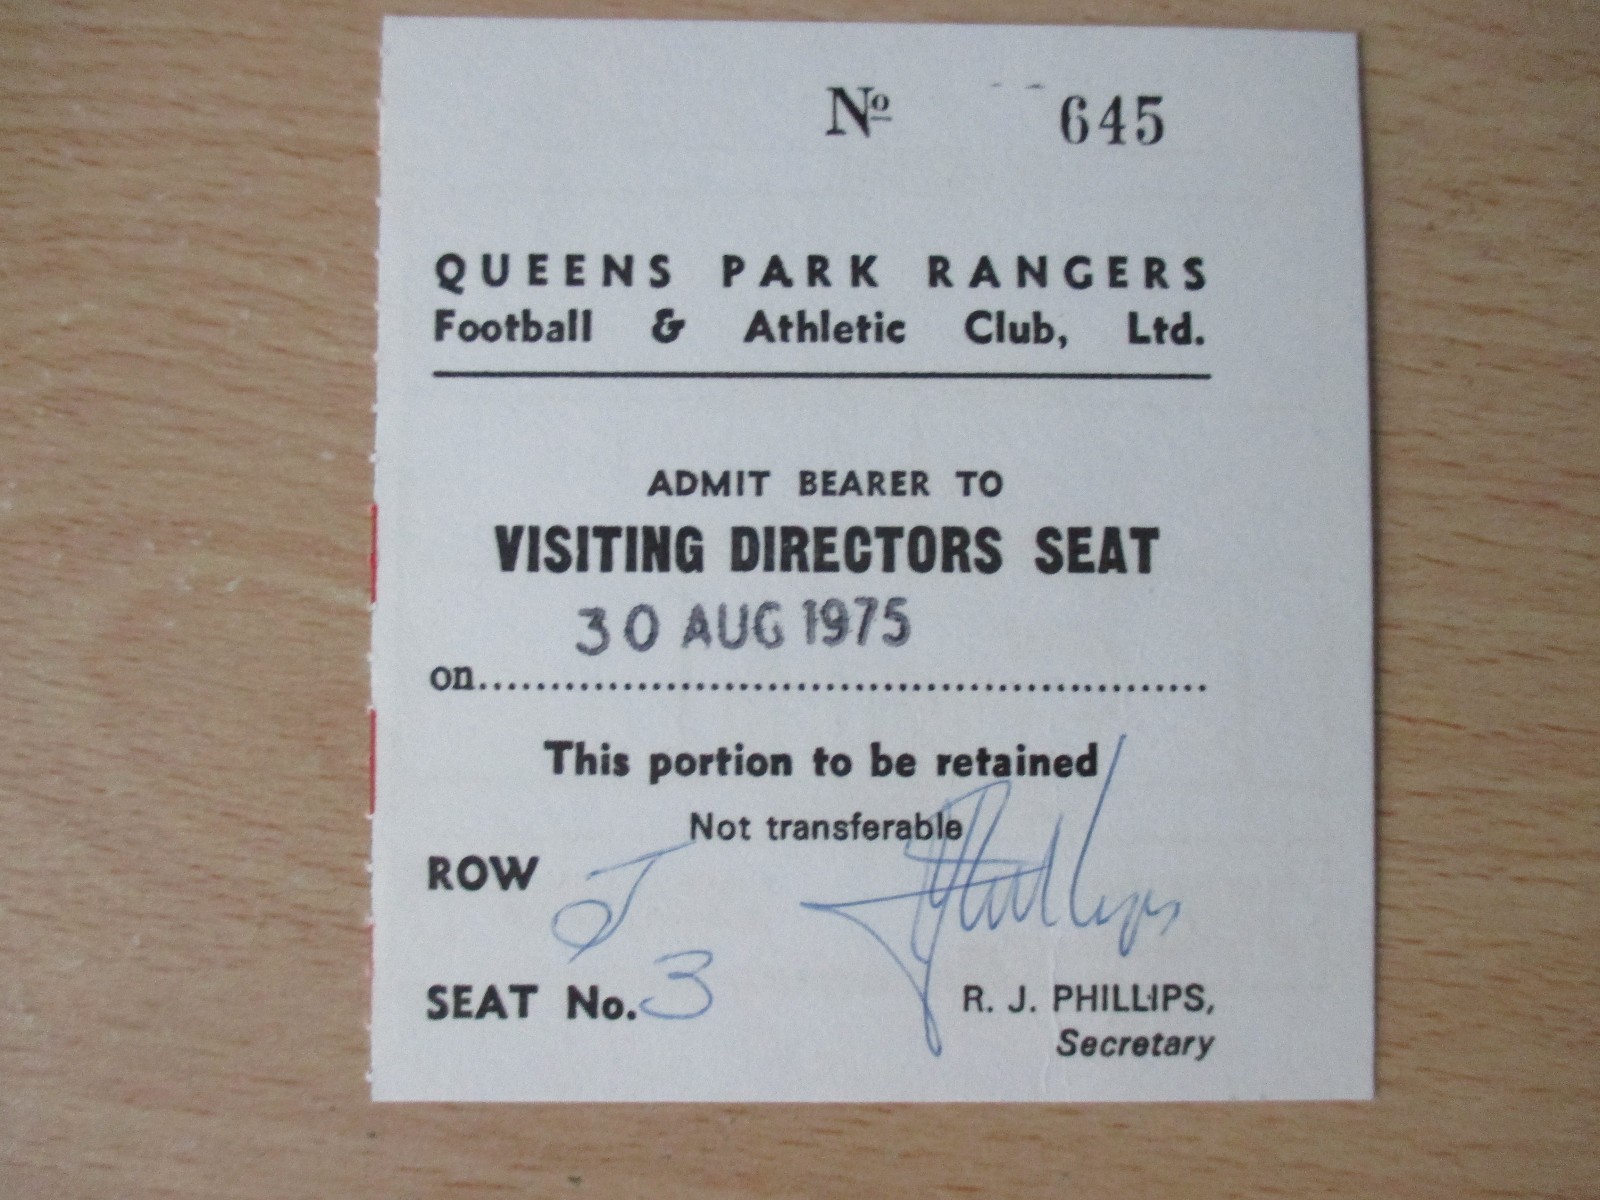 Nº 645
QUEENS PARK RANGERS
Football & Athletic Club, Ltd.
ADMIT BEARER TO
VISITING DIRECTORS SEAT
30 AUG 1975
on..................................................
This portion to be retained
Not transferable
ROW J
SEAT No. 3
R. J. PHILLIPS,
Secretary